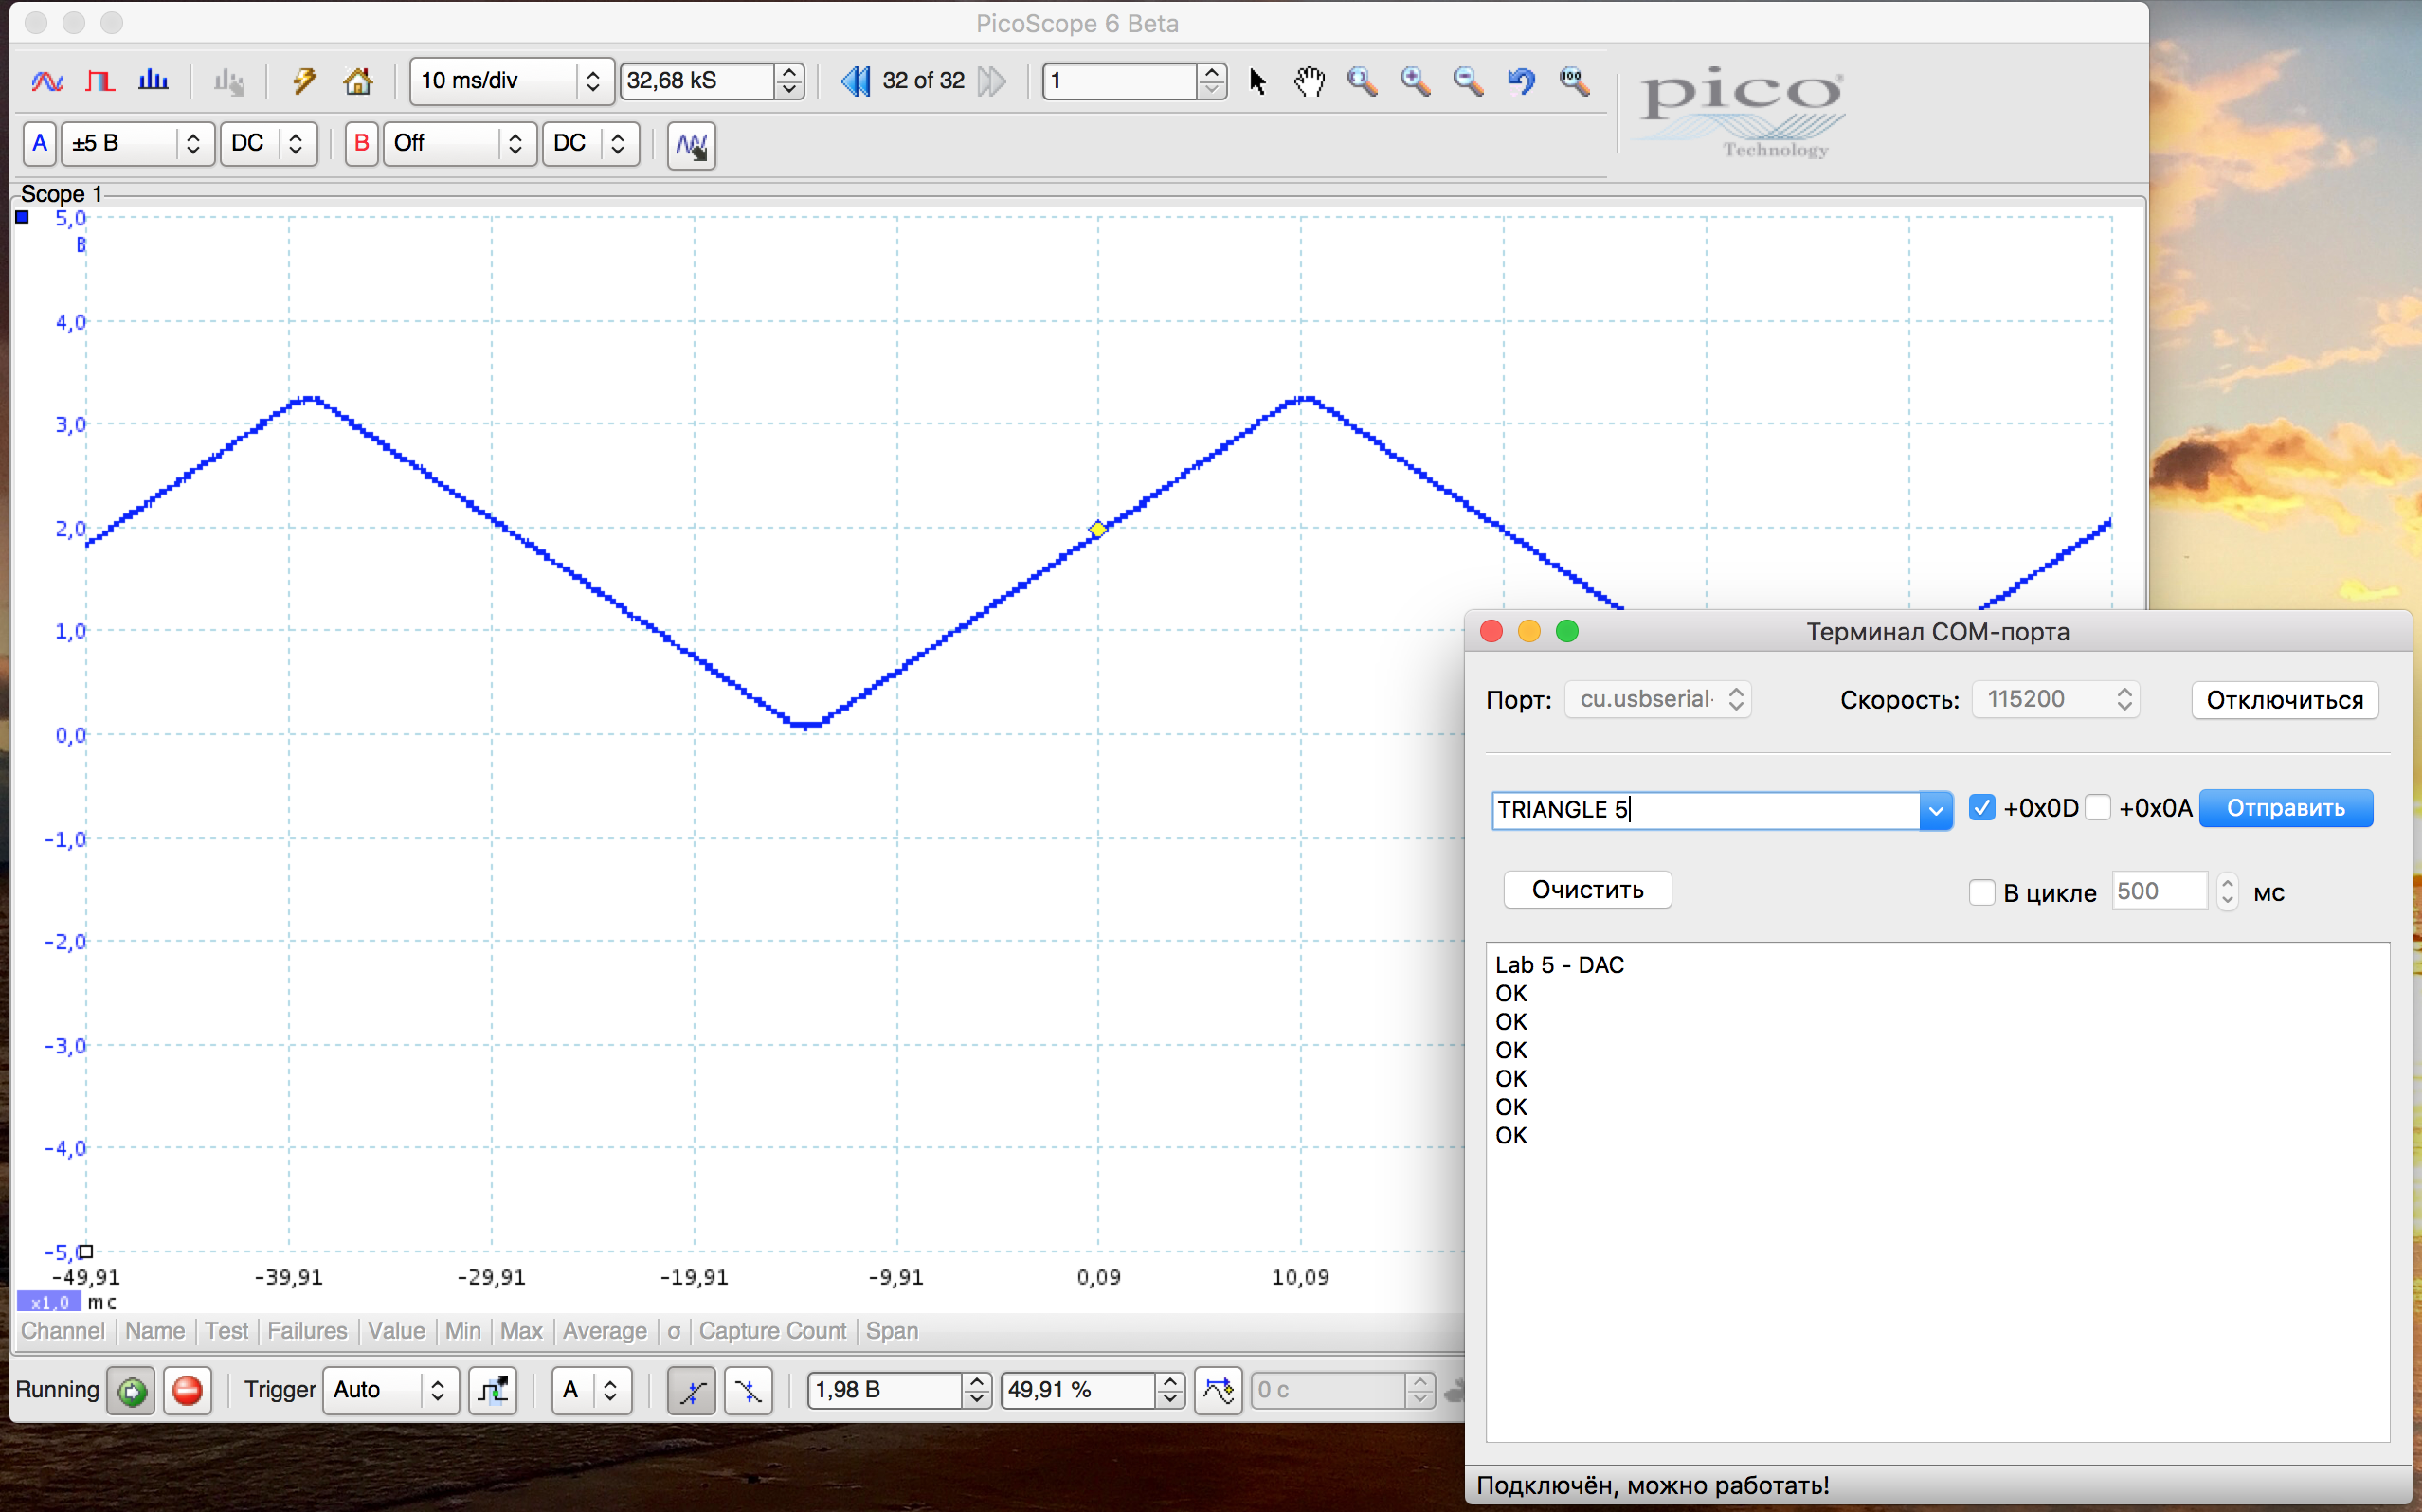 PicoScope 6 Beta
10 ms/div 32,68 kS 32 of 32 1
pico
Technology
A ±5 В DC B Off DC
Scope 1
5,0
В
4,0
3,0
2,0
1,0
0,0
-1,0
-2,0
-3,0
-4,0
-5,0
-49,91 -39,91 -29,91 -19,91 -9,91 0,09 10,09
x1,0 мс
Channel Name Test Failures Value Min Max Average σ Capture Count Span
Running Trigger Auto A 1,98 В 49,91 % 0 с
Терминал COM-порта
Порт: cu.usbserial- Скорость: 115200 Отключиться
TRIANGLE 5 +0x0D +0x0A Отправить
Очистить В цикле 500 мс
Lab 5 - DAC
OK
OK
OK
OK
OK
OK
Подключён, можно работать!